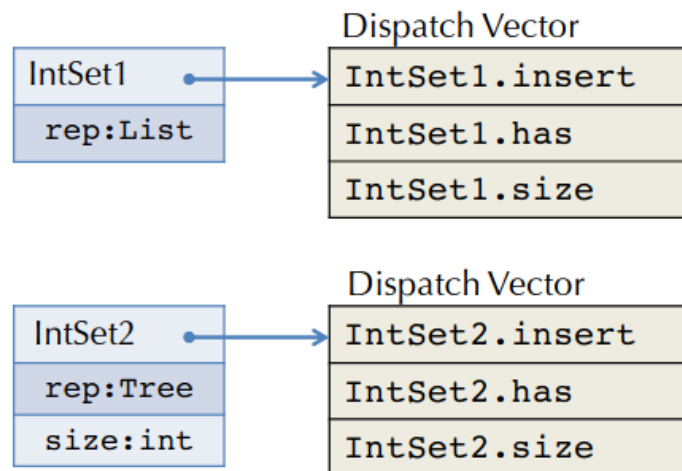 Dispatch Vector
IntSet1
IntSet1.insert
rep:List
IntSet1.has
IntSet1.size
Dispatch Vector
IntSet2
IntSet2.insert
rep:Tree
IntSet2.has
size:int
IntSet2.size